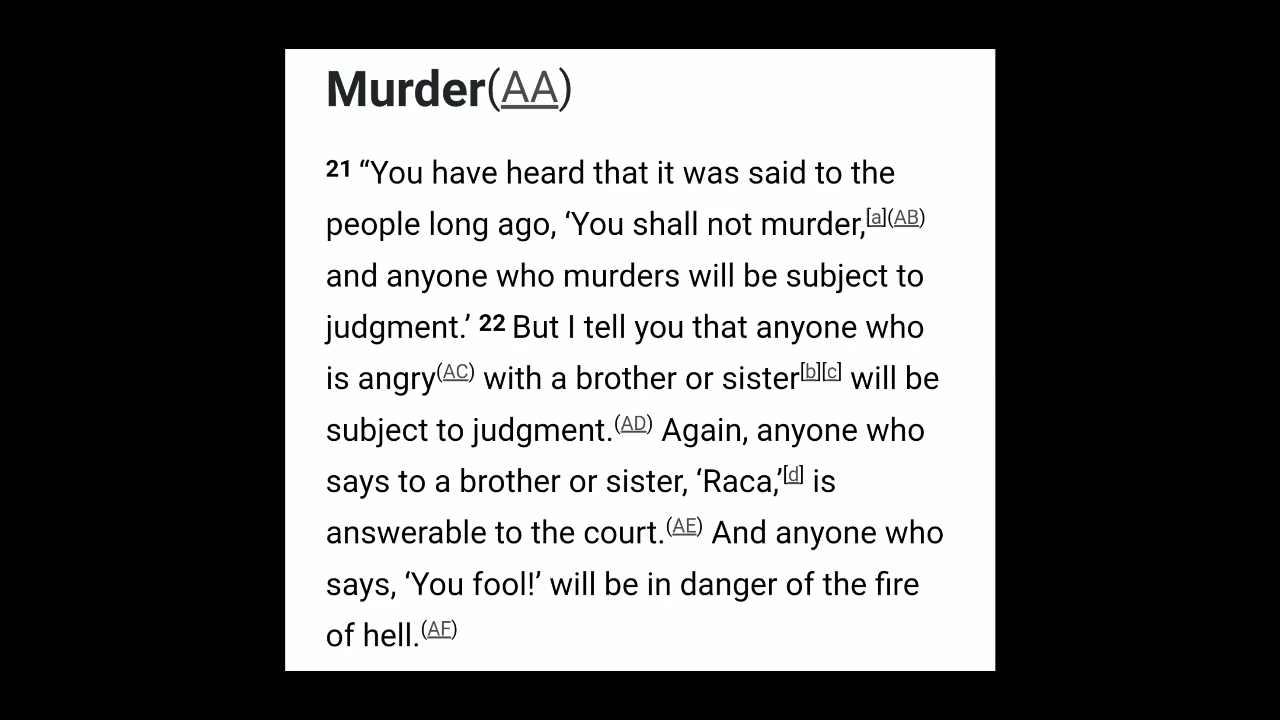 Murder(AA)
21 “You have heard that it was said to the
people long ago, ‘You shall not murder,[a](AB)
and anyone who murders will be subject to
judgment.’ 22 But I tell you that anyone who
is angry(AC) with a brother or sister[b][c] will be
subject to judgment.(AD) Again, anyone who
says to a brother or sister, ‘Raca,’[d] is
answerable to the court.(AE) And anyone who
says, ‘You fool!’ will be in danger of the fire
of hell.(AF)